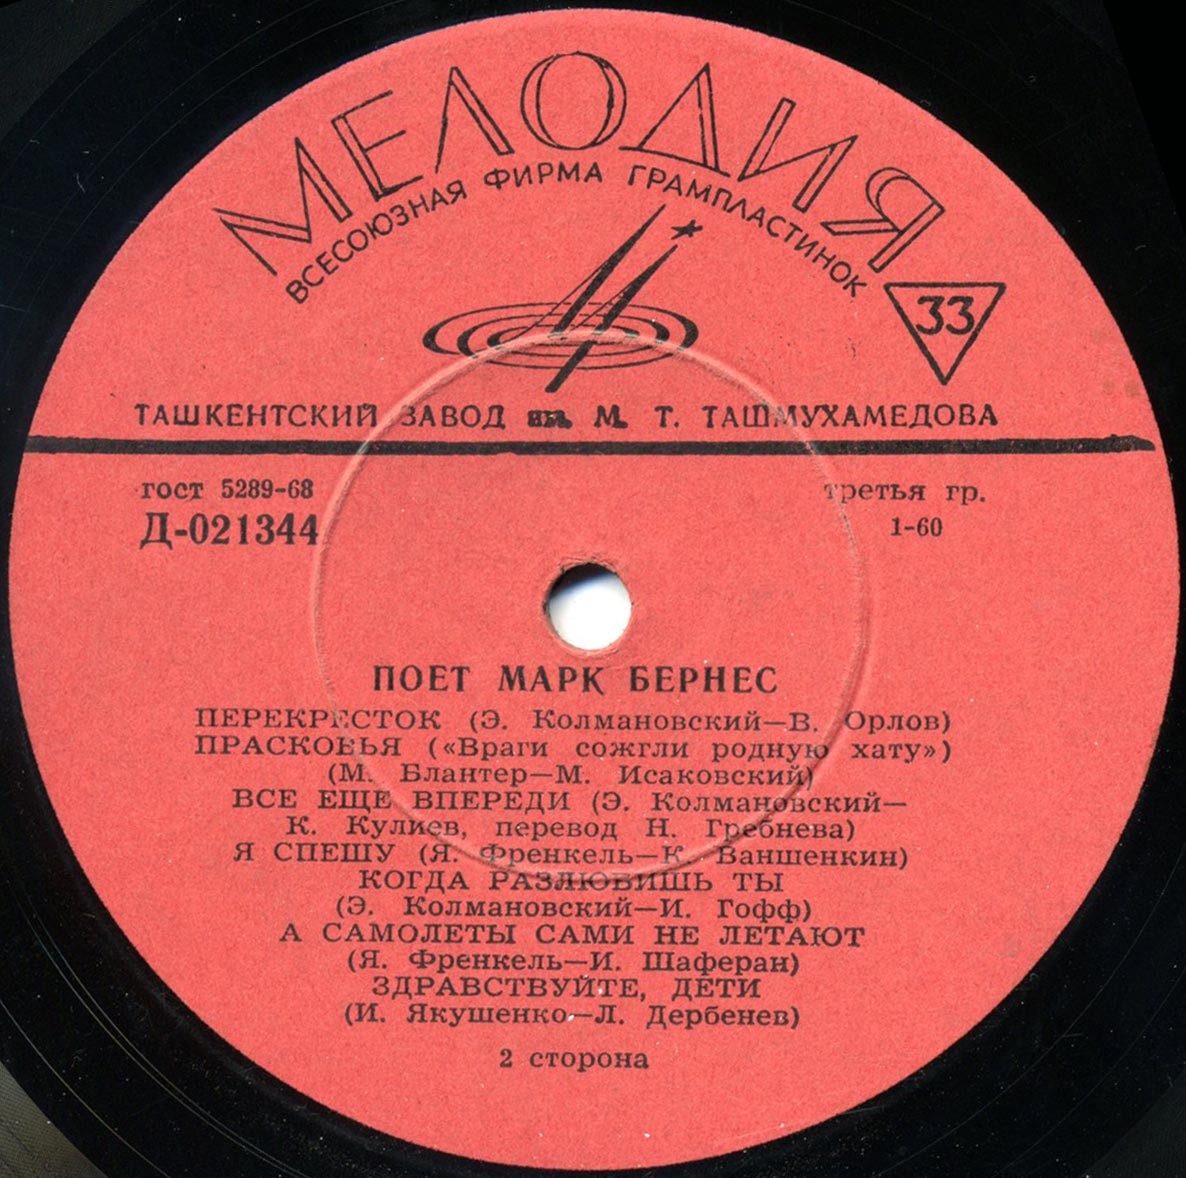 МЕЛОДИЯ
ВСЕСОЮЗНАЯ ФИРМА ГРАМПЛАСТИНОК
33
ТАШКЕНТСКИЙ ЗАВОД им. М. Т. ТАШМУХАМЕДОВА
гост 5289-68
третья гр.
Д-021344
1-60
ПОЕТ МАРК БЕРНЕС
ПЕРЕКРЕСТОК (Э. Колмановский—В. Орлов)
ПРАСКОВЬЯ («Враги сожгли родную хату»)
(М. Блантер—М. Исаковский)
ВСЕ ЕЩЕ ВПЕРЕДИ (Э. Колмановский—
К. Кулиев, перевод Н. Гребнева)
Я СПЕШУ (Я. Френкель—К. Ваншенкин)
КОГДА РАЗЛЮБИШЬ ТЫ
(Э. Колмановский—И. Гофф)
А САМОЛЕТЫ САМИ НЕ ЛЕТАЮТ
(Я. Френкель—И. Шаферан)
ЗДРАВСТВУЙТЕ, ДЕТИ
(И. Якушенко—Л. Дербенев)
2 сторона